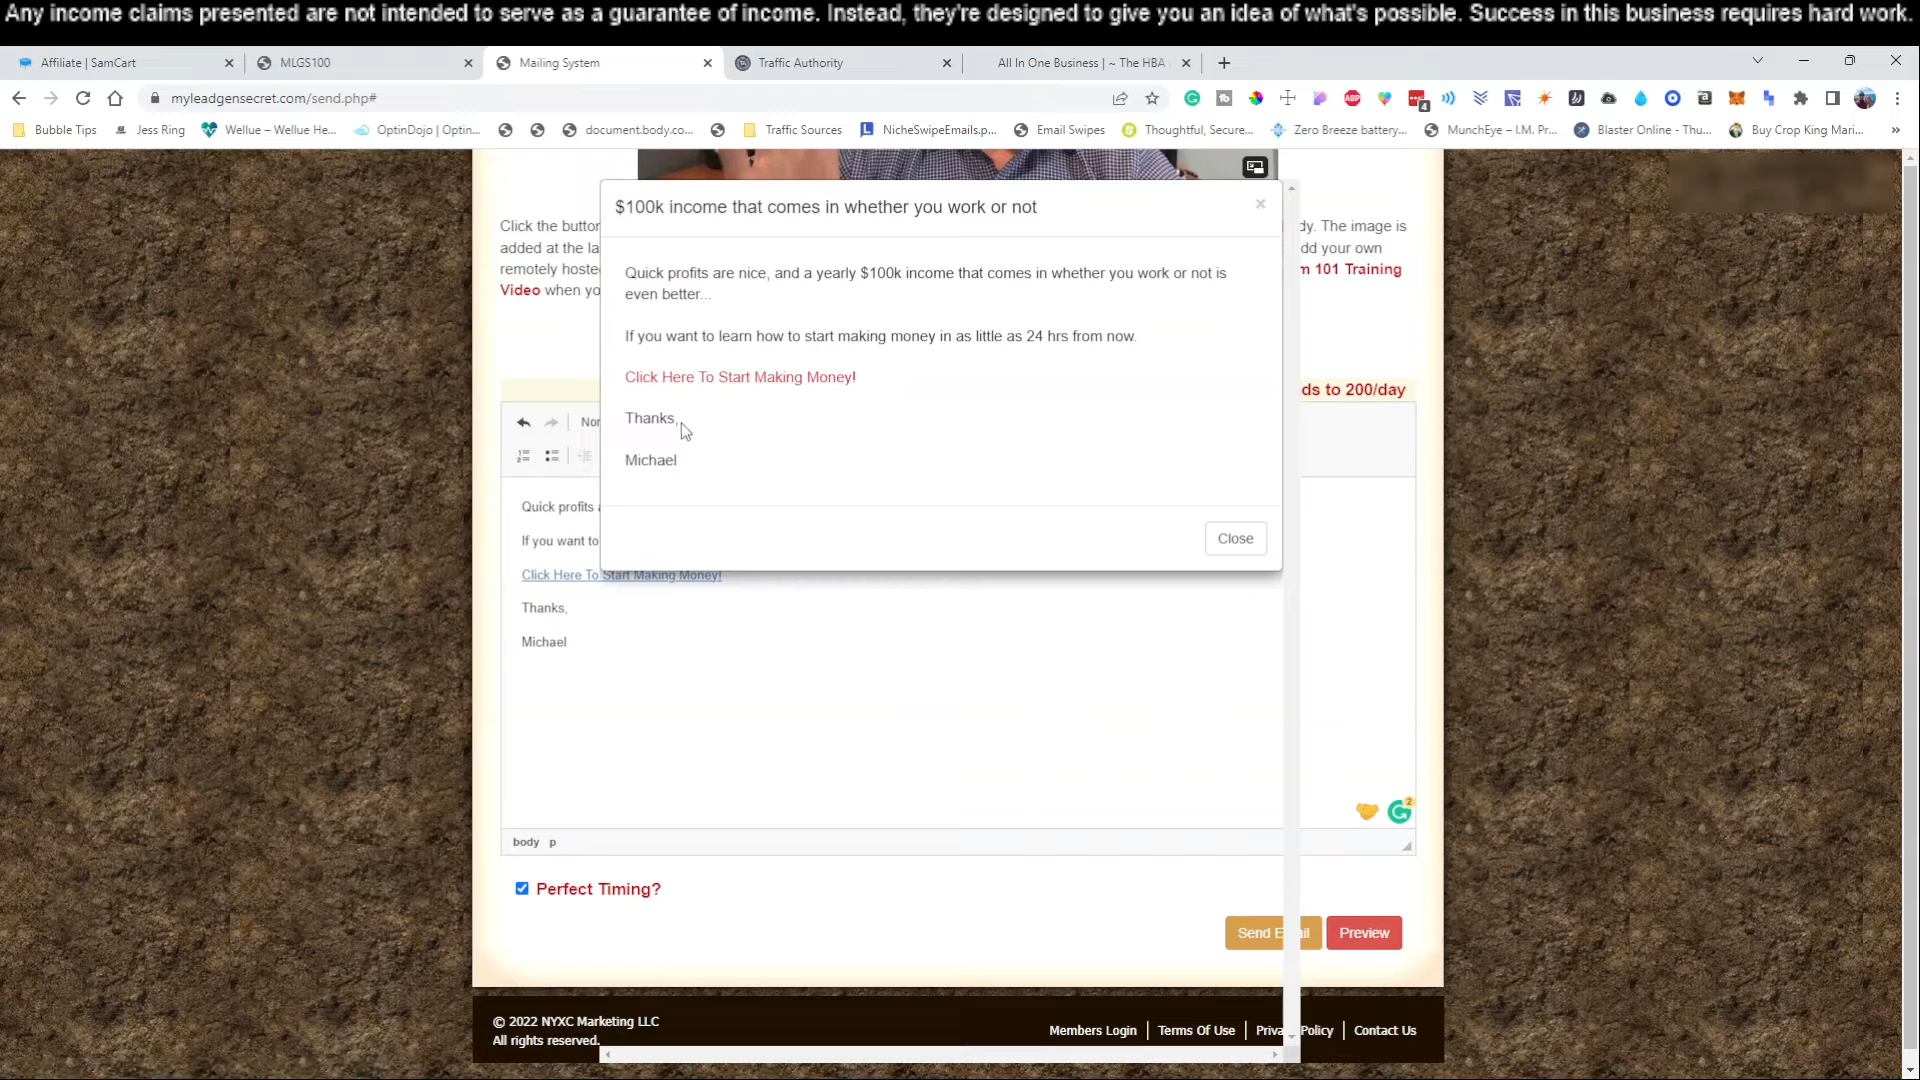 Any income claims presented are not intended to serve as a guarantee of income. Instead, they're designed to give you an idea of what's possible. Success in this business requires hard work.
Affiliate | SamCart
MLGS100
Mailing System
Traffic Authority
All In One Business | ~ The HBA
myleadgensecret.com/send.php#
Bubble Tips
Jess Ring
Wellue – Wellue He...
OptinDojo | Optin...
document.body.co...
Traffic Sources
NicheSwipeEmails.p...
Email Swipes
Thoughtful, Secure...
Zero Breeze battery...
MunchEye – I.M. Pr...
Blaster Online - Thu...
Buy Crop King Mari...
$100k income that comes in whether you work or not
Click the button
dy. The image is
added at the la
dd your own
remotely hoste
m 101 Training
Video when yo
Quick profits are nice, and a yearly $100k income that comes in whether you work or not is
even better...
If you want to learn how to start making money in as little as 24 hrs from now.
Click Here To Start Making Money!
Thanks,
Michael
Close
ds to 200/day
Nor
Quick profits a
If you want to
Click Here To Start Making Money!
Thanks,
Michael
body p
Perfect Timing?
Send E il
Preview
© 2022 NYXC Marketing LLC
All rights reserved.
Members Login
Terms Of Use
Priva Policy
Contact Us